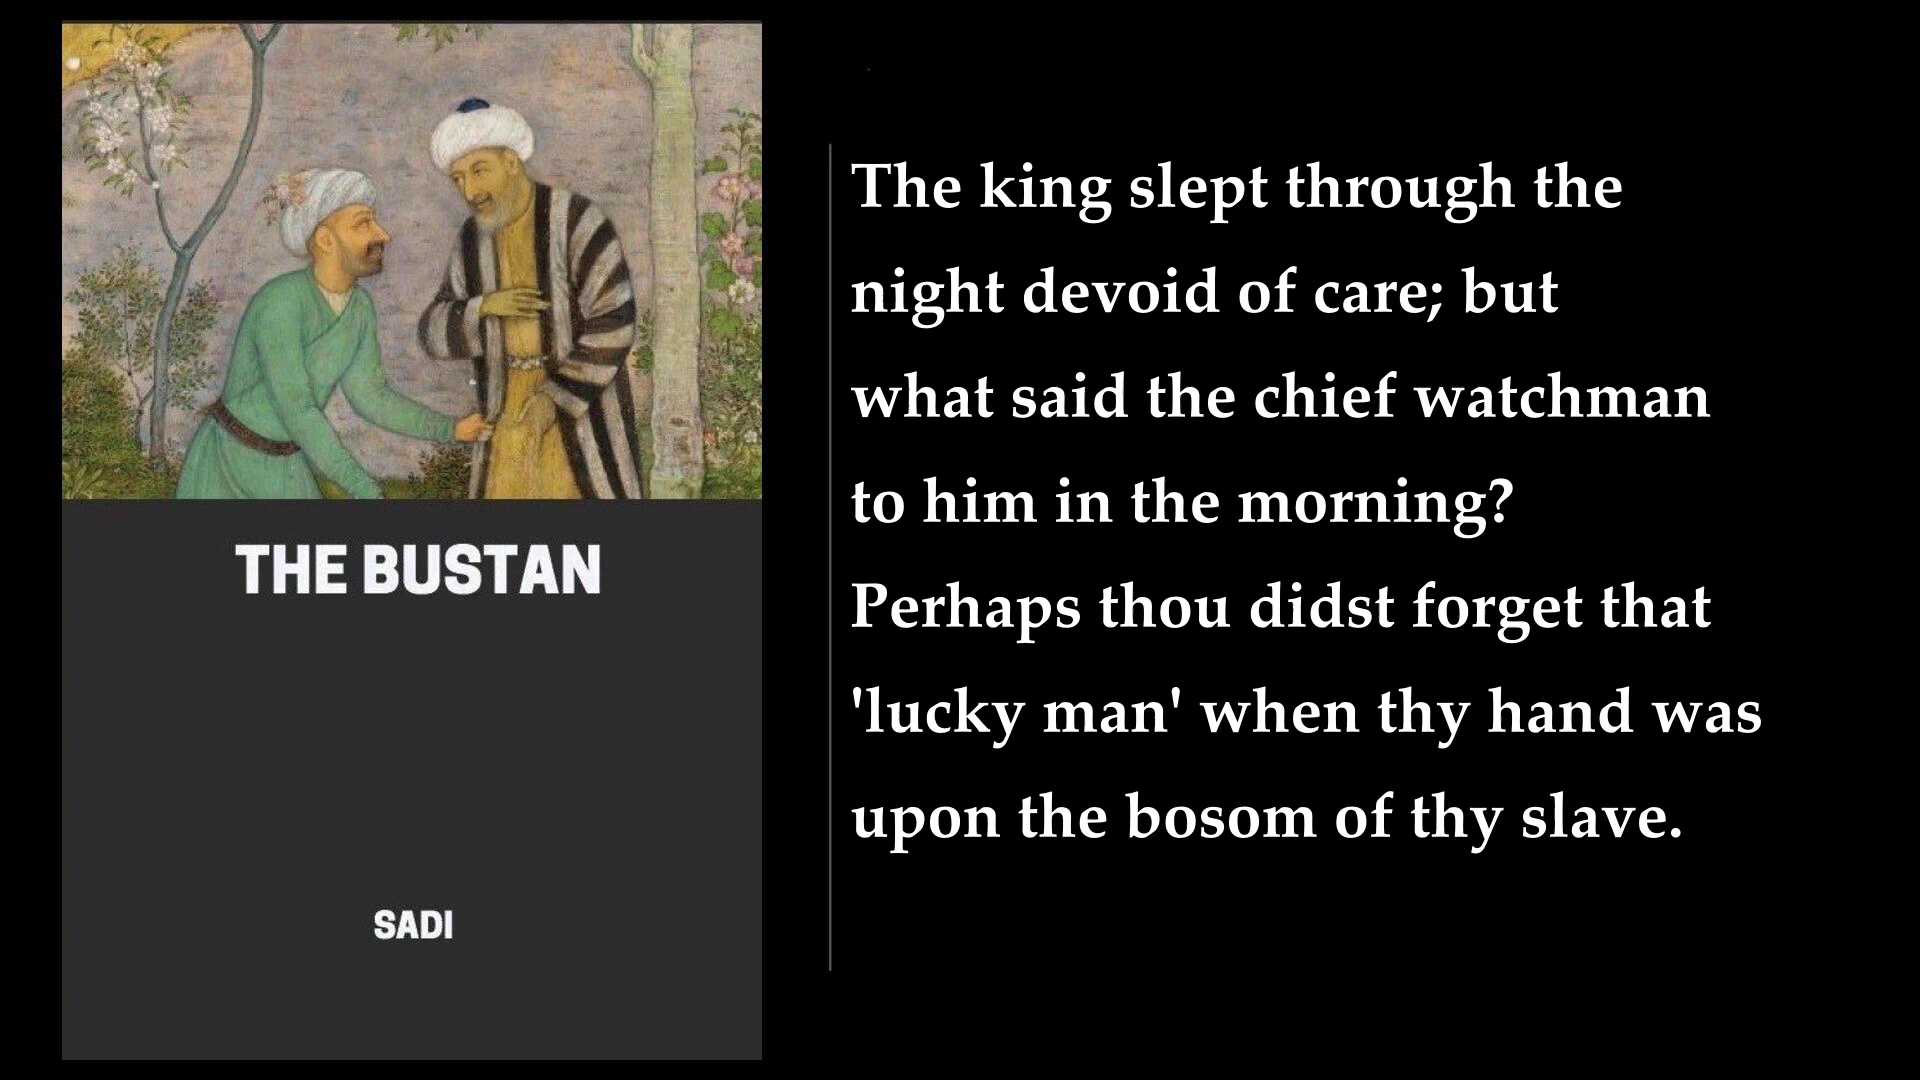 THE BUSTAN
SADI
The king slept through the
night devoid of care; but
what said the chief watchman
to him in the morning?
Perhaps thou didst forget that
'lucky man' when thy hand was
upon the bosom of thy slave.